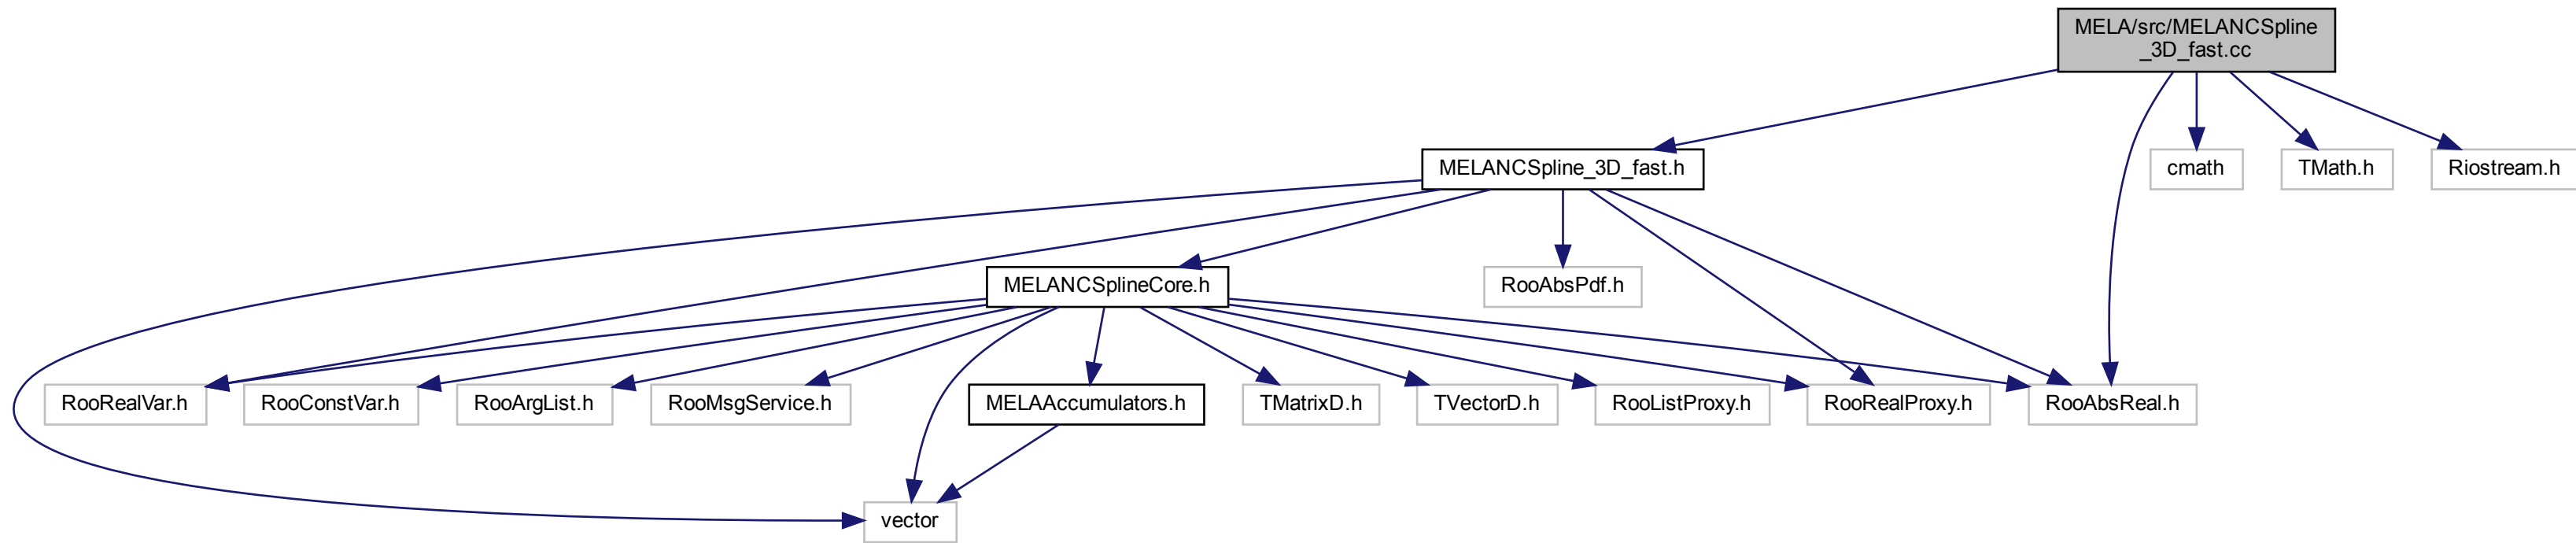 MELA/src/MELANCSpline
_3D_fast.cc
MELANCSpline_3D_fast.h
cmath
TMath.h
Riostream.h
MELANCSplineCore.h
RooAbsPdf.h
RooRealVar.h
RooConstVar.h
RooArgList.h
RooMsgService.h
MELAAccumulators.h
TMatrixD.h
TVectorD.h
RooListProxy.h
RooRealProxy.h
RooAbsReal.h
vector